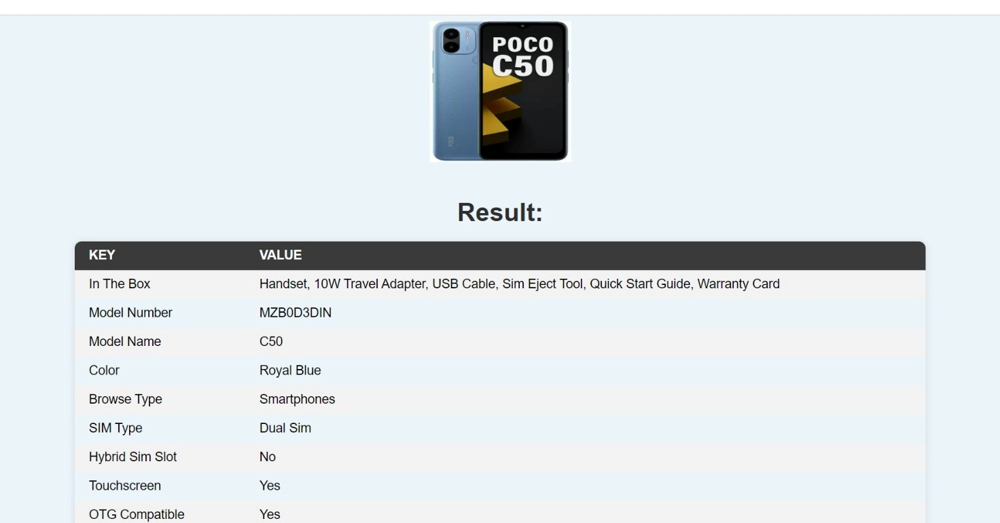 POCO
C50
POCO
Result:
KEY VALUE
In The Box Handset, 10W Travel Adapter, USB Cable, Sim Eject Tool, Quick Start Guide, Warranty Card
Model Number MZB0D3DIN
Model Name C50
Color Royal Blue
Browse Type Smartphones
SIM Type Dual Sim
Hybrid Sim Slot No
Touchscreen Yes
OTG Compatible Yes